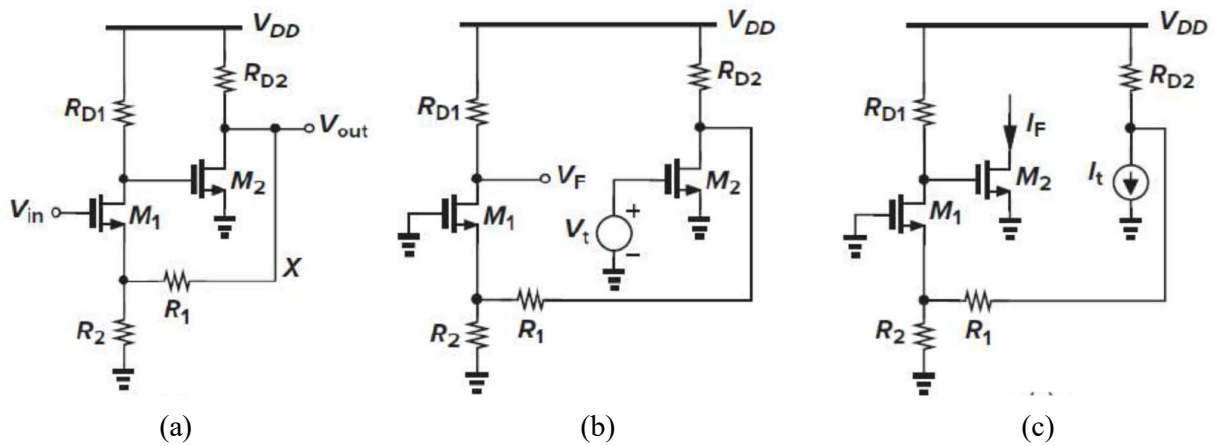 V_DD
R_D2
R_D1
V_out
M_2
V_in
M_1
X
R_1
R_2
(a)
V_DD
R_D2
R_D1
V_F
M_2
M_1
V_t
+
−
R_2
R_1
(b)
V_DD
R_D2
R_D1
I_F
M_2
I_t
M_1
R_2
R_1
(c)